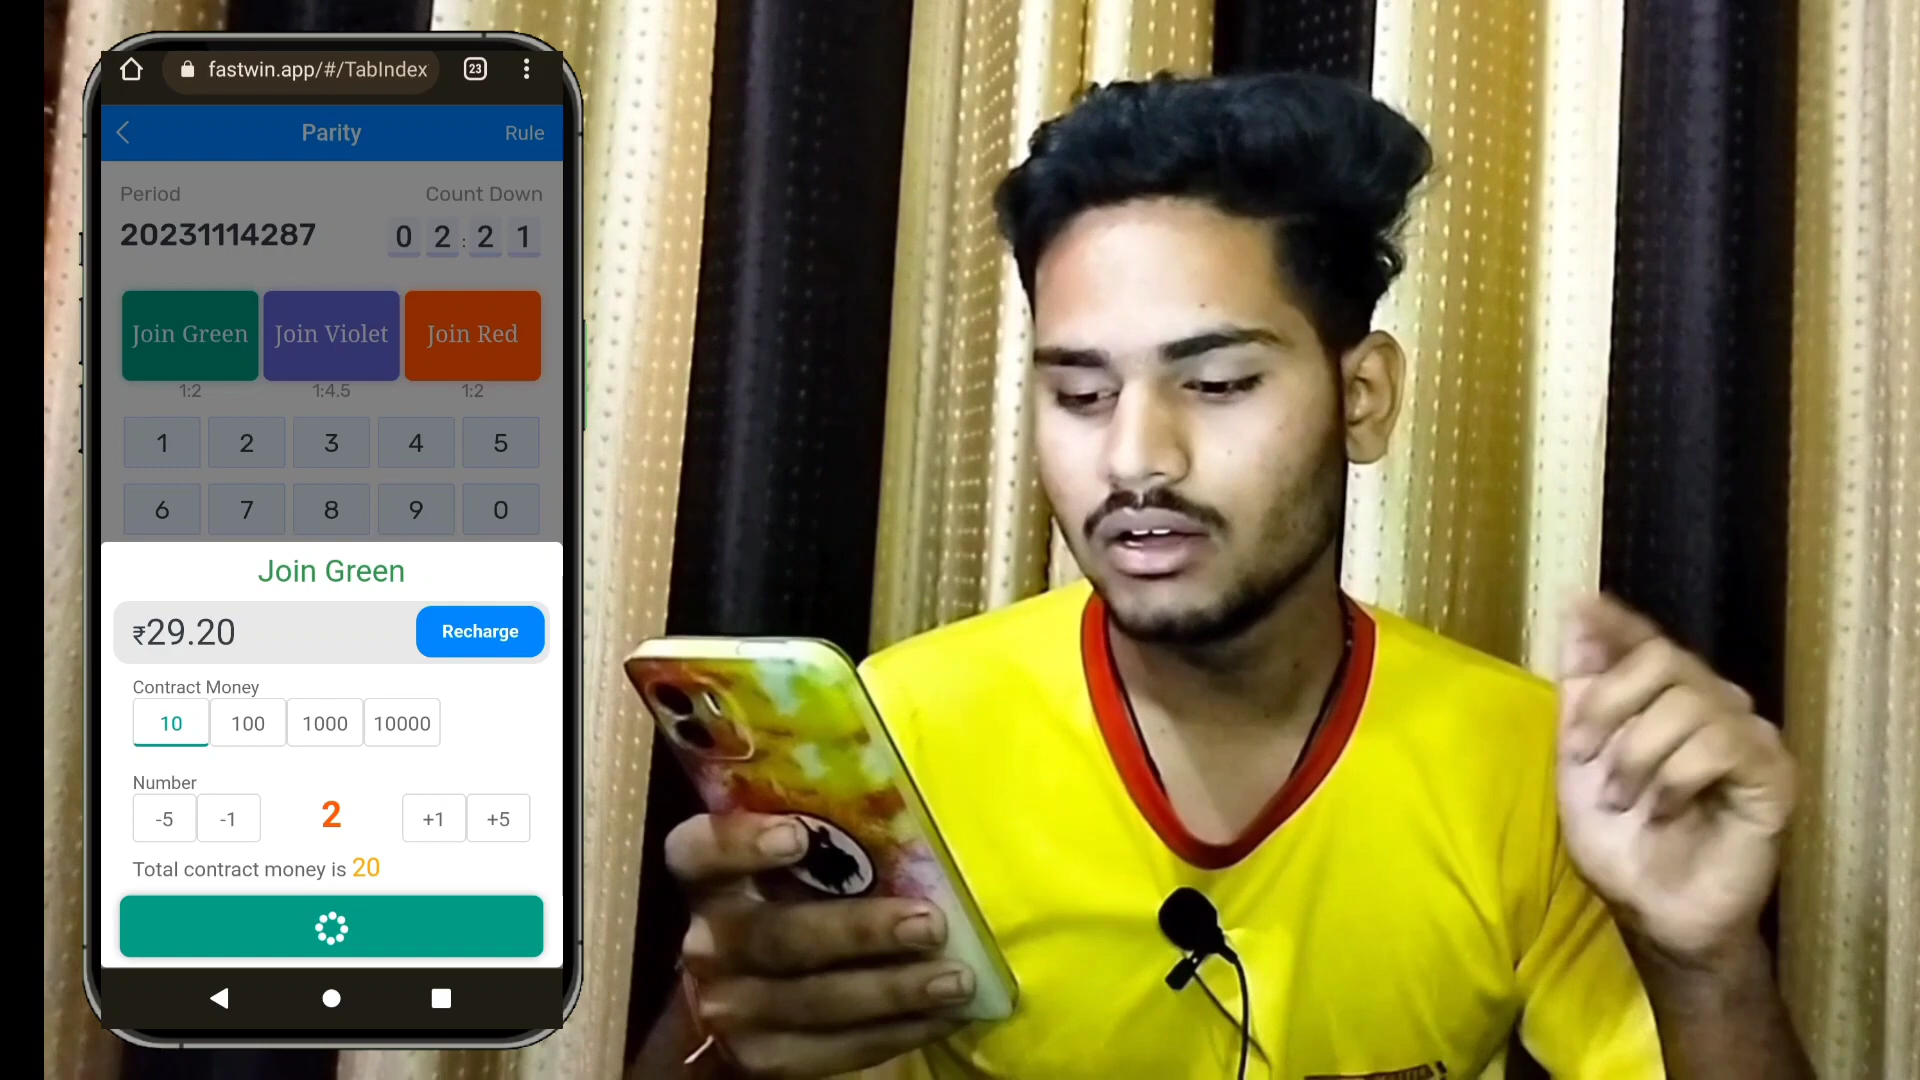 fastwin.app/#/TabIndex
23
Parity
Rule
Period
Count Down
20231114287
0 2 : 2 1
Join Green
Join Violet
Join Red
1:2
1:4.5
1:2
1 2 3 4 5
6 7 8 9 0
Join Green
₹29.20
Recharge
Contract Money
10 100 1000 10000
Number
-5 -1 2 +1 +5
Total contract money is 20